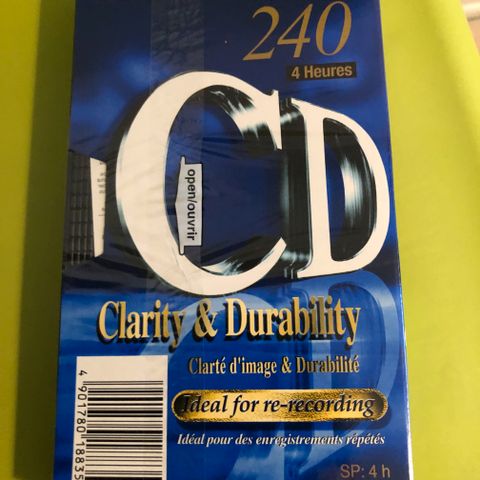 240
4 Heures
CD
open/ouvrir
Clarity & Durability
Clarté d'image & Durabilité
Ideal for re-recording
Idéal pour des enregistrements répétés
SP: 4 h
4 901780 18835